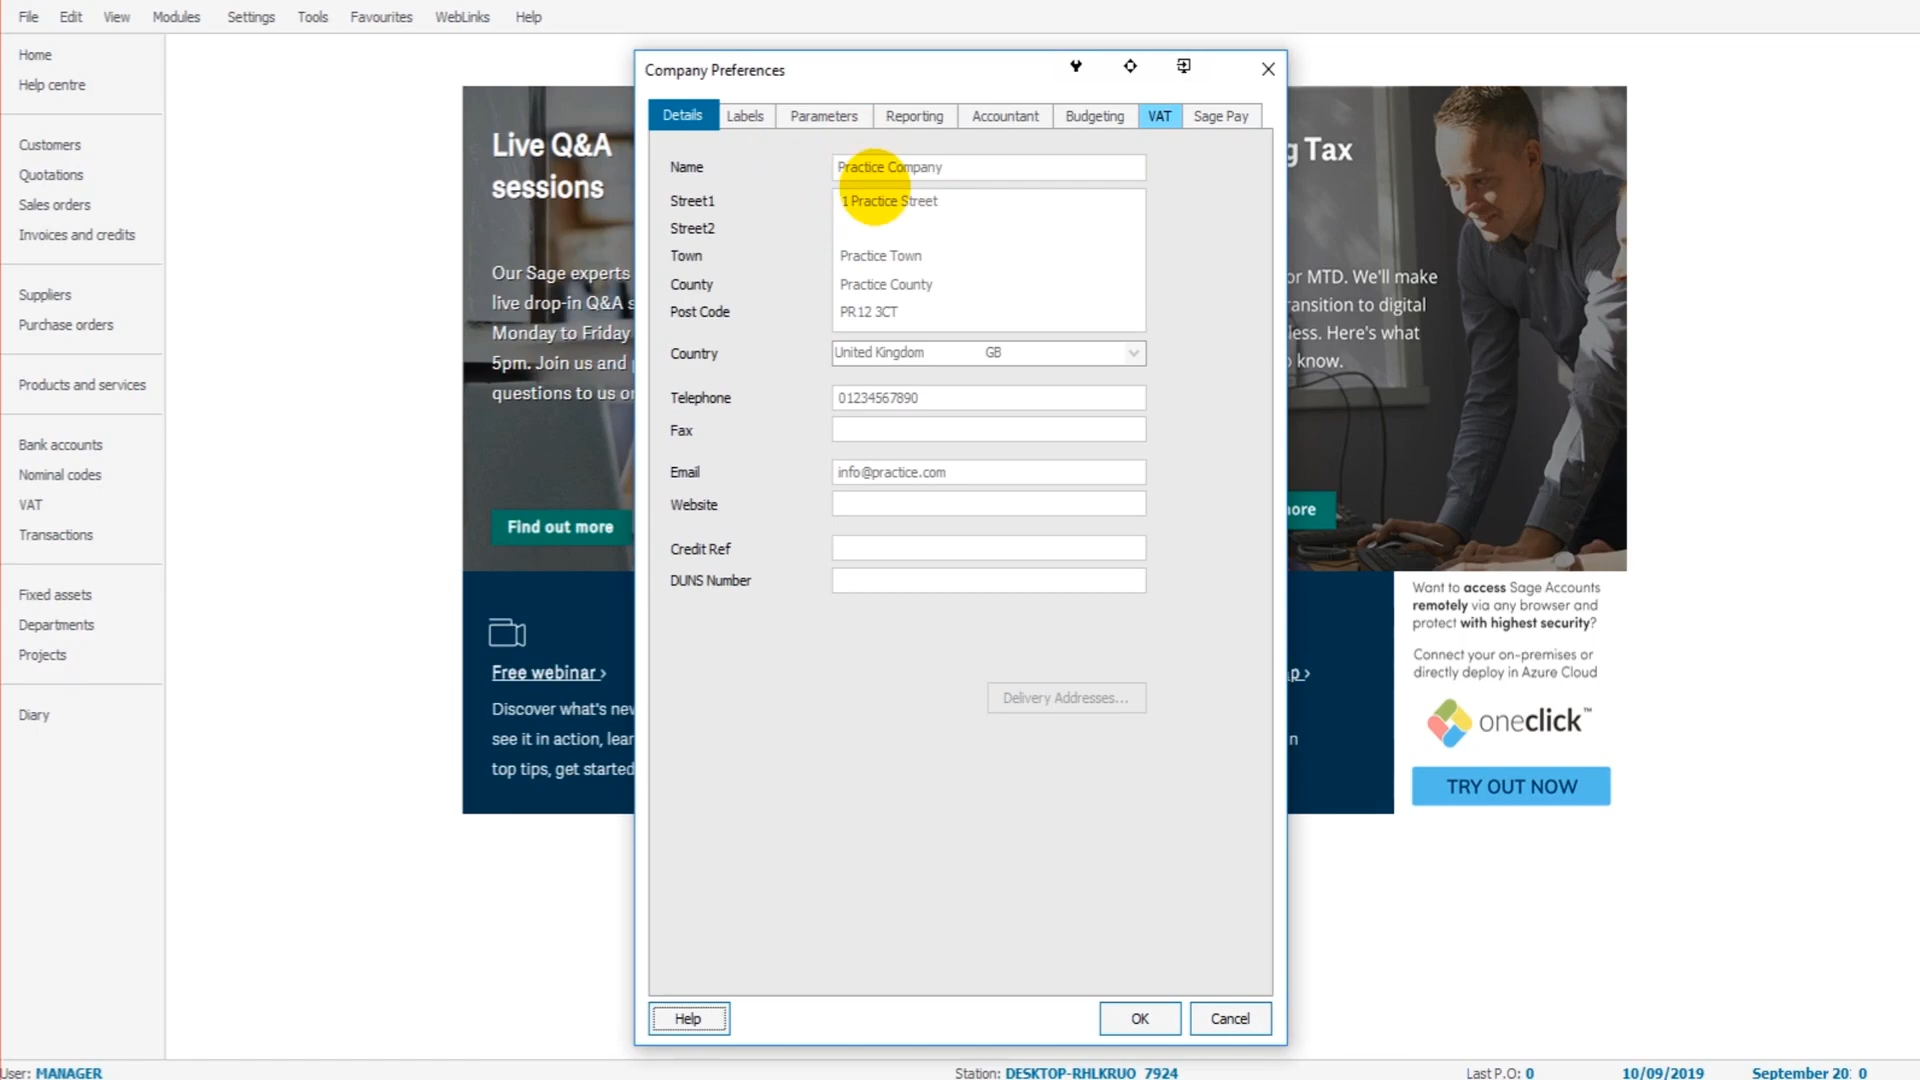 File Edit View Modules Settings Tools Favourites WebLinks Help
Home
Help centre
Customers
Quotations
Sales orders
Invoices and credits
Suppliers
Purchase orders
Products and services
Bank accounts
Nominal codes
VAT
Transactions
Fixed assets
Departments
Projects
Diary
Live Q&A
sessions
Our Sage experts
live drop-in Q&A s
Monday to Friday
5pm. Join us and
questions to us or
Find out more
Free webinar >
Discover what's new
see it in action, lear
top tips, get started
Company Preferences
Details Labels Parameters Reporting Accountant Budgeting VAT Sage Pay
Name Practice Company
Street1 1 Practice Street
Street2
Town Practice Town
County Practice County
Post Code PR12 3CT
Country United Kingdom GB
Telephone 01234567890
Fax
Email info@practice.com
Website
Credit Ref
DUNS Number
Delivery Addresses...
Help OK Cancel
g Tax
or MTD. We'll make
ransition to digital
less. Here's what
know.
ore
p >
n
Want to access Sage Accounts
remotely via any browser and
protect with highest security?
Connect your on-premises or
directly deploy in Azure Cloud
oneclick™
TRY OUT NOW
User: MANAGER Station: DESKTOP-RHLKRUO 7924 Last P.O: 0 10/09/2019 September 20 0